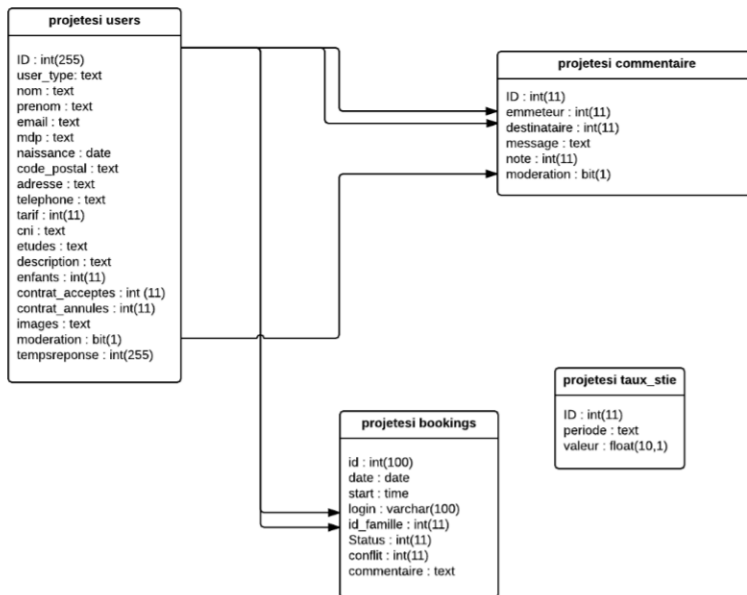 projetesi users
ID : int(255)
user_type: text
nom : text
prenom : text
email : text
mdp : text
naissance : date
code_postal : text
adresse : text
telephone : text
tarif : int(11)
cni : text
etudes : text
description : text
enfants : int(11)
contrat_acceptes : int (11)
contrat_annules : int(11)
images : text
moderation : bit(1)
tempsreponse : int(255)
projetesi commentaire
ID : int(11)
emmeteur : int(11)
destinataire : int(11)
message : text
note : int(11)
moderation : bit(1)
projetesi taux_stie
ID : int(11)
periode : text
valeur : float(10,1)
projetesi bookings
id : int(100)
date : date
start : time
login : varchar(100)
id_famille : int(11)
Status : int(11)
conflit : int(11)
commentaire : text